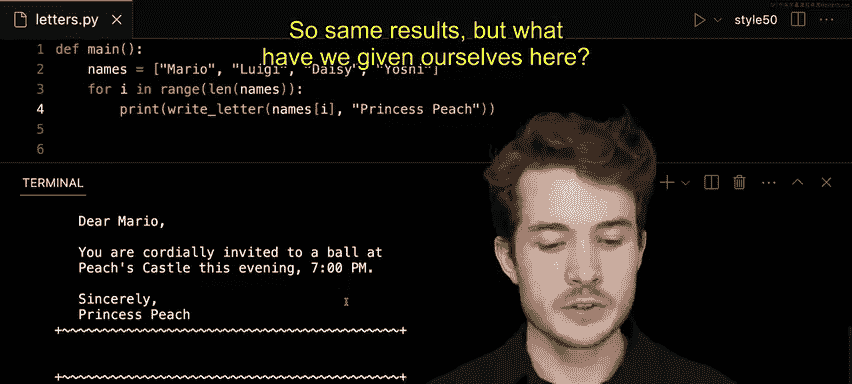 letters.py
style50
So same results, but what
have we given ourselves here?
1 def main():
2 names = ["Mario", "Luigi", "Daisy", "Yoshi"]
3 for i in range(len(names)):
4 print(write_letter(names[i], "Princess Peach"))
5
6
TERMINAL
Dear Mario,
You are cordially invited to a ball at
Peach's Castle this evening, 7:00 PM.
Sincerely,
Princess Peach
+~~~~~~~~~~~~~~~~~~~~~~~~~~~~~~~~~~~~~~~~~+
+~~~~~~~~~~~~~~~~~~~~~~~~~~~~~~~~~~~~~~~~~+